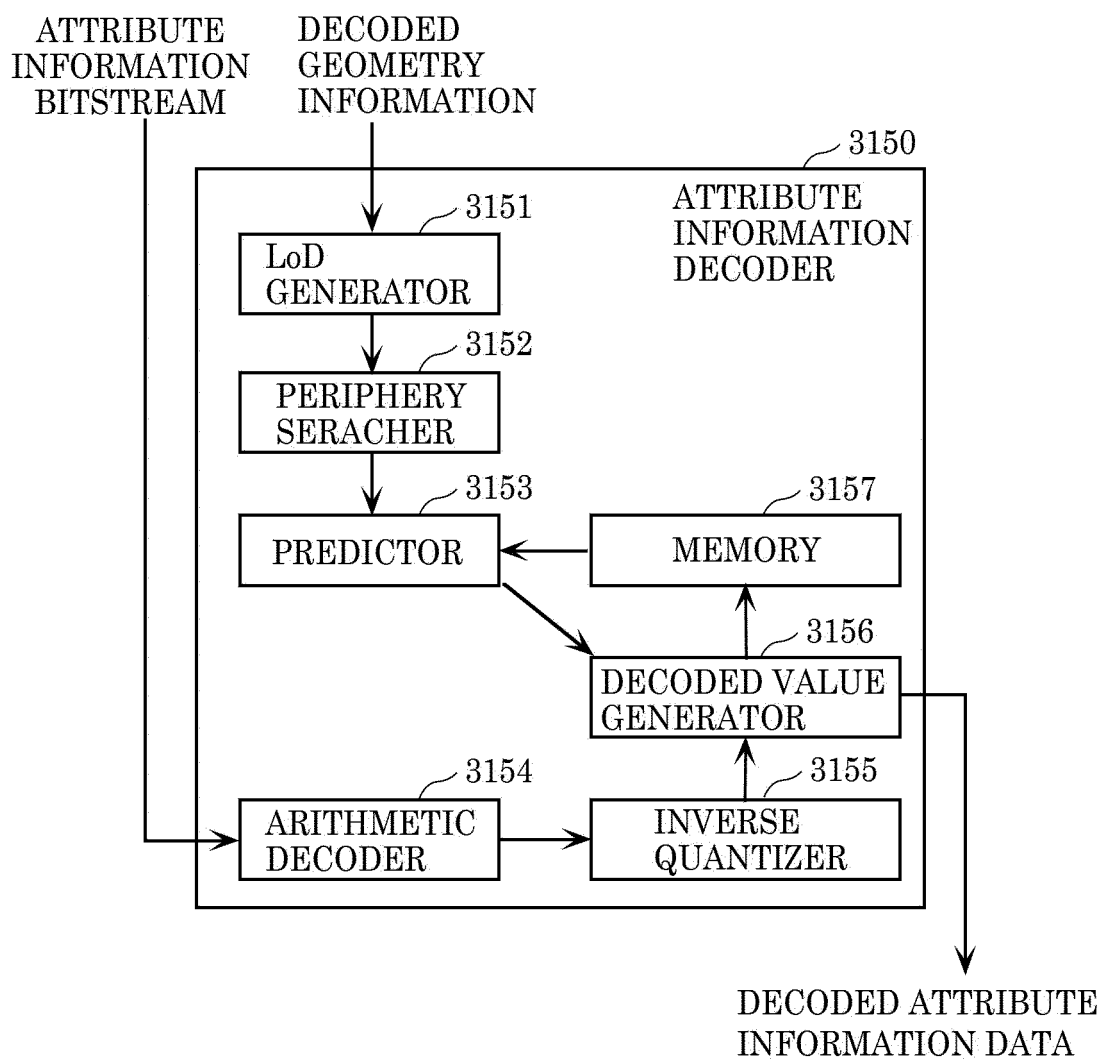 ATTRIBUTE
INFORMATION
BITSTREAM
DECODED
GEOMETRY
INFORMATION
3150
ATTRIBUTE
INFORMATION
DECODER
3151
LoD
GENERATOR
3152
PERIPHERY
SERACHER
3153
PREDICTOR
3157
MEMORY
3156
DECODED VALUE
GENERATOR
3154
ARITHMETIC
DECODER
3155
INVERSE
QUANTIZER
DECODED ATTRIBUTE
INFORMATION DATA